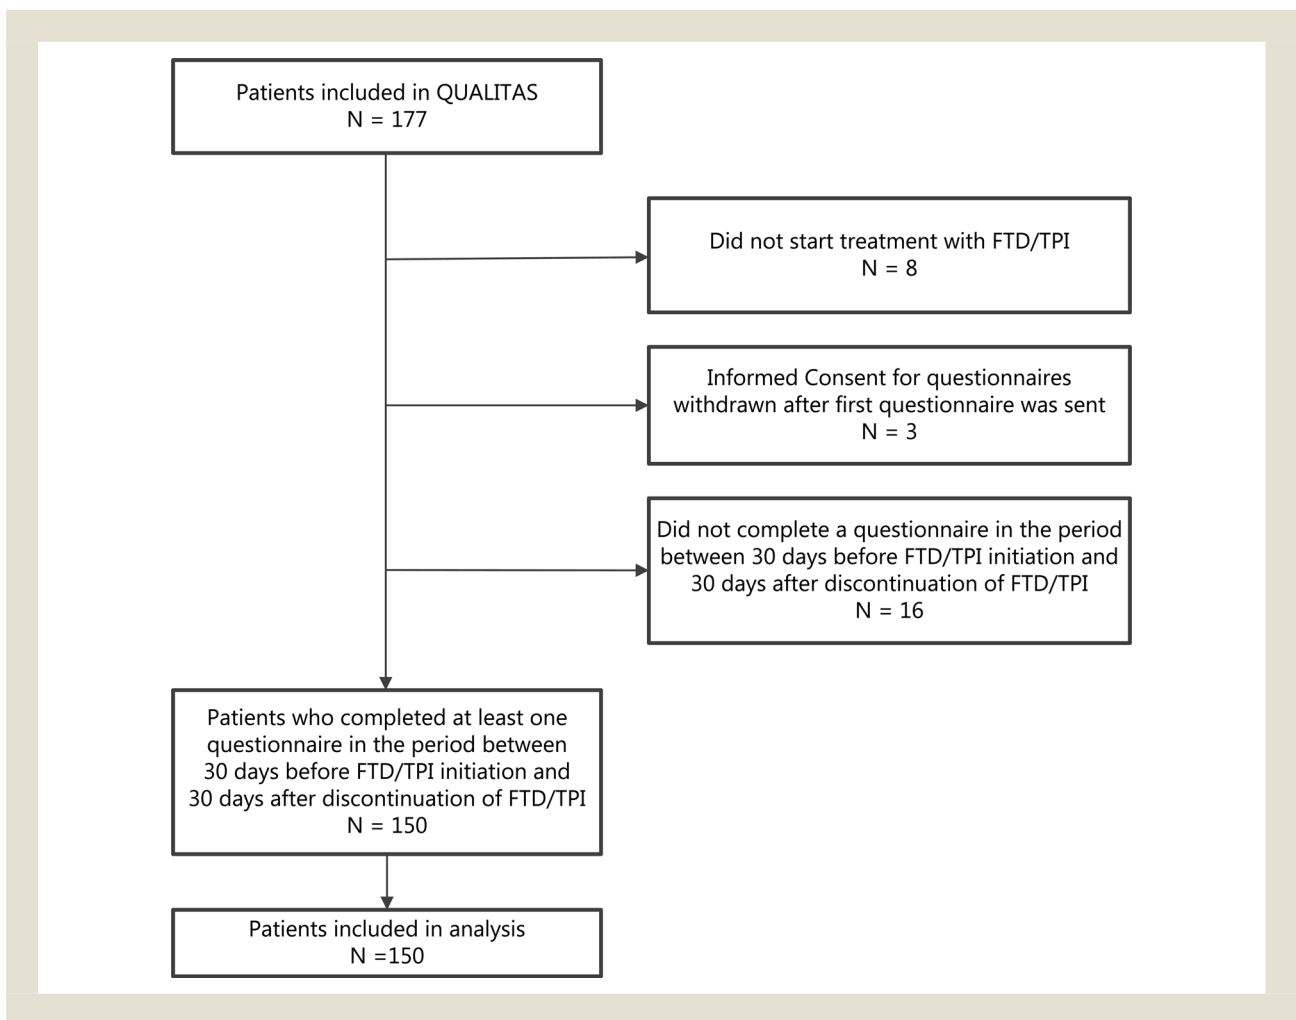 Patients included in QUALITAS
N = 177
Did not start treatment with FTD/TPI
N = 8
Informed Consent for questionnaires
withdrawn after first questionnaire was sent
N = 3
Did not complete a questionnaire in the period
between 30 days before FTD/TPI initiation and
30 days after discontinuation of FTD/TPI
N = 16
Patients who completed at least one
questionnaire in the period between
30 days before FTD/TPI initiation and
30 days after discontinuation of FTD/TPI
N = 150
Patients included in analysis
N =150